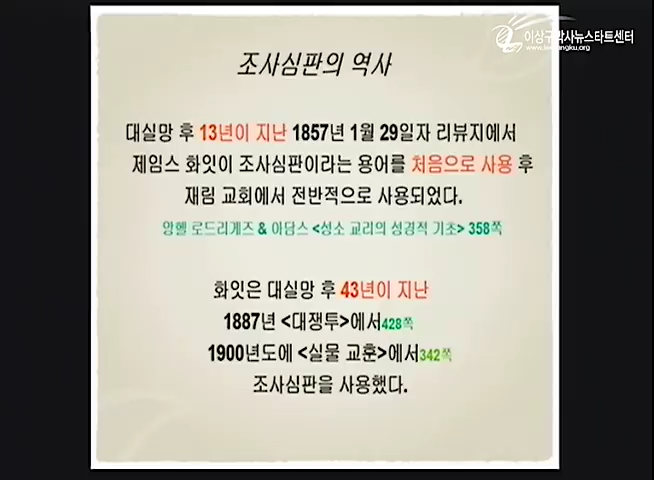 이상구박사뉴스타트센터
조사심판의 역사
대실망 후 13년이 지난 1857년 1월 29일자 리뷰지에서
제임스 화잇이 조사심판이라는 용어를 처음으로 사용 후
재림 교회에서 전반적으로 사용되었다.
앙헬 로드리게즈 & 아담스 <성소 교리의 성경적 기초> 358쪽
화잇은 대실망 후 43년이 지난
1887년 <대쟁투>에서428쪽
1900년도에 <실물 교훈>에서342쪽
조사심판을 사용했다.